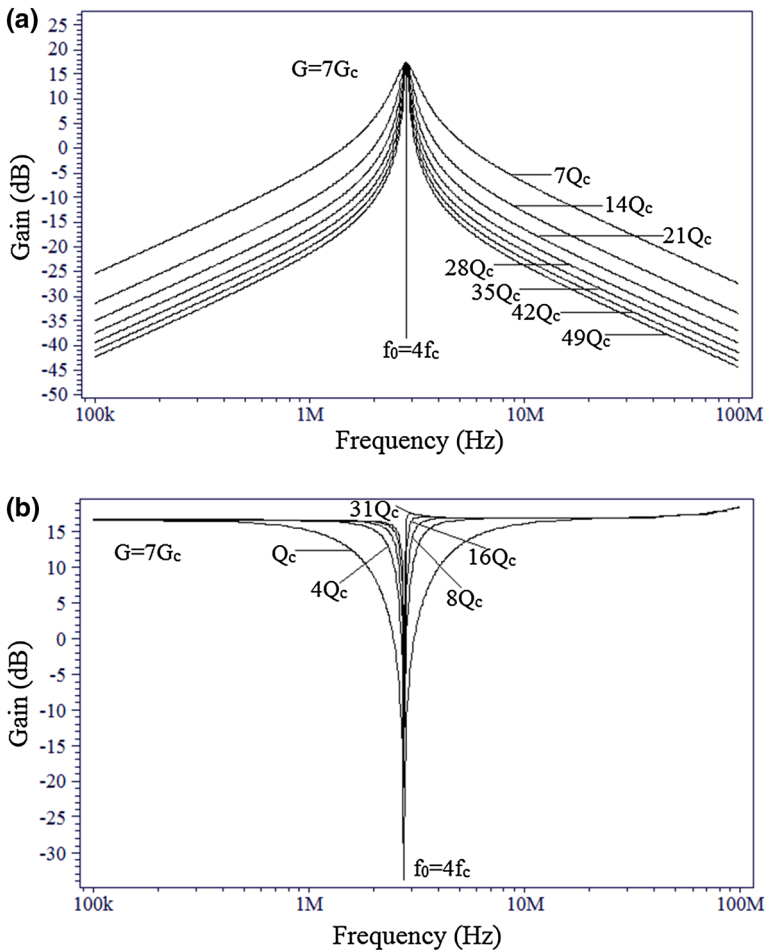 (a)
Gain (dB)
25
20
15
10
5
0
-5
-10
-15
-20
-25
-30
-35
-40
-45
-50
G=7Gc
7Qc
14Qc
21Qc
28Qc
35Qc
42Qc
49Qc
f0=4fc
100k
1M
10M
100M
Frequency (Hz)
(b)
Gain (dB)
15
10
5
0
-5
-10
-15
-20
-25
-30
31Qc
G=7Gc
Qc
16Qc
4Qc
8Qc
f0=4fc
100k
1M
10M
100M
Frequency (Hz)